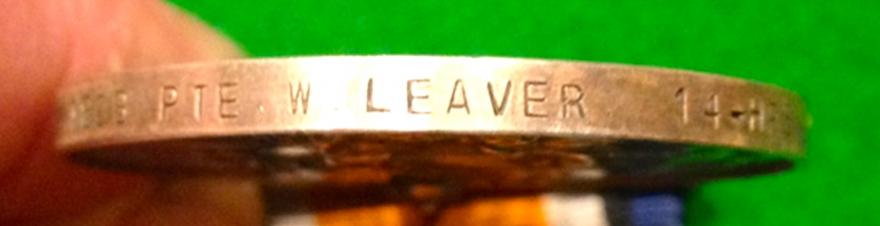 PTE. W. LEAVER 14-H